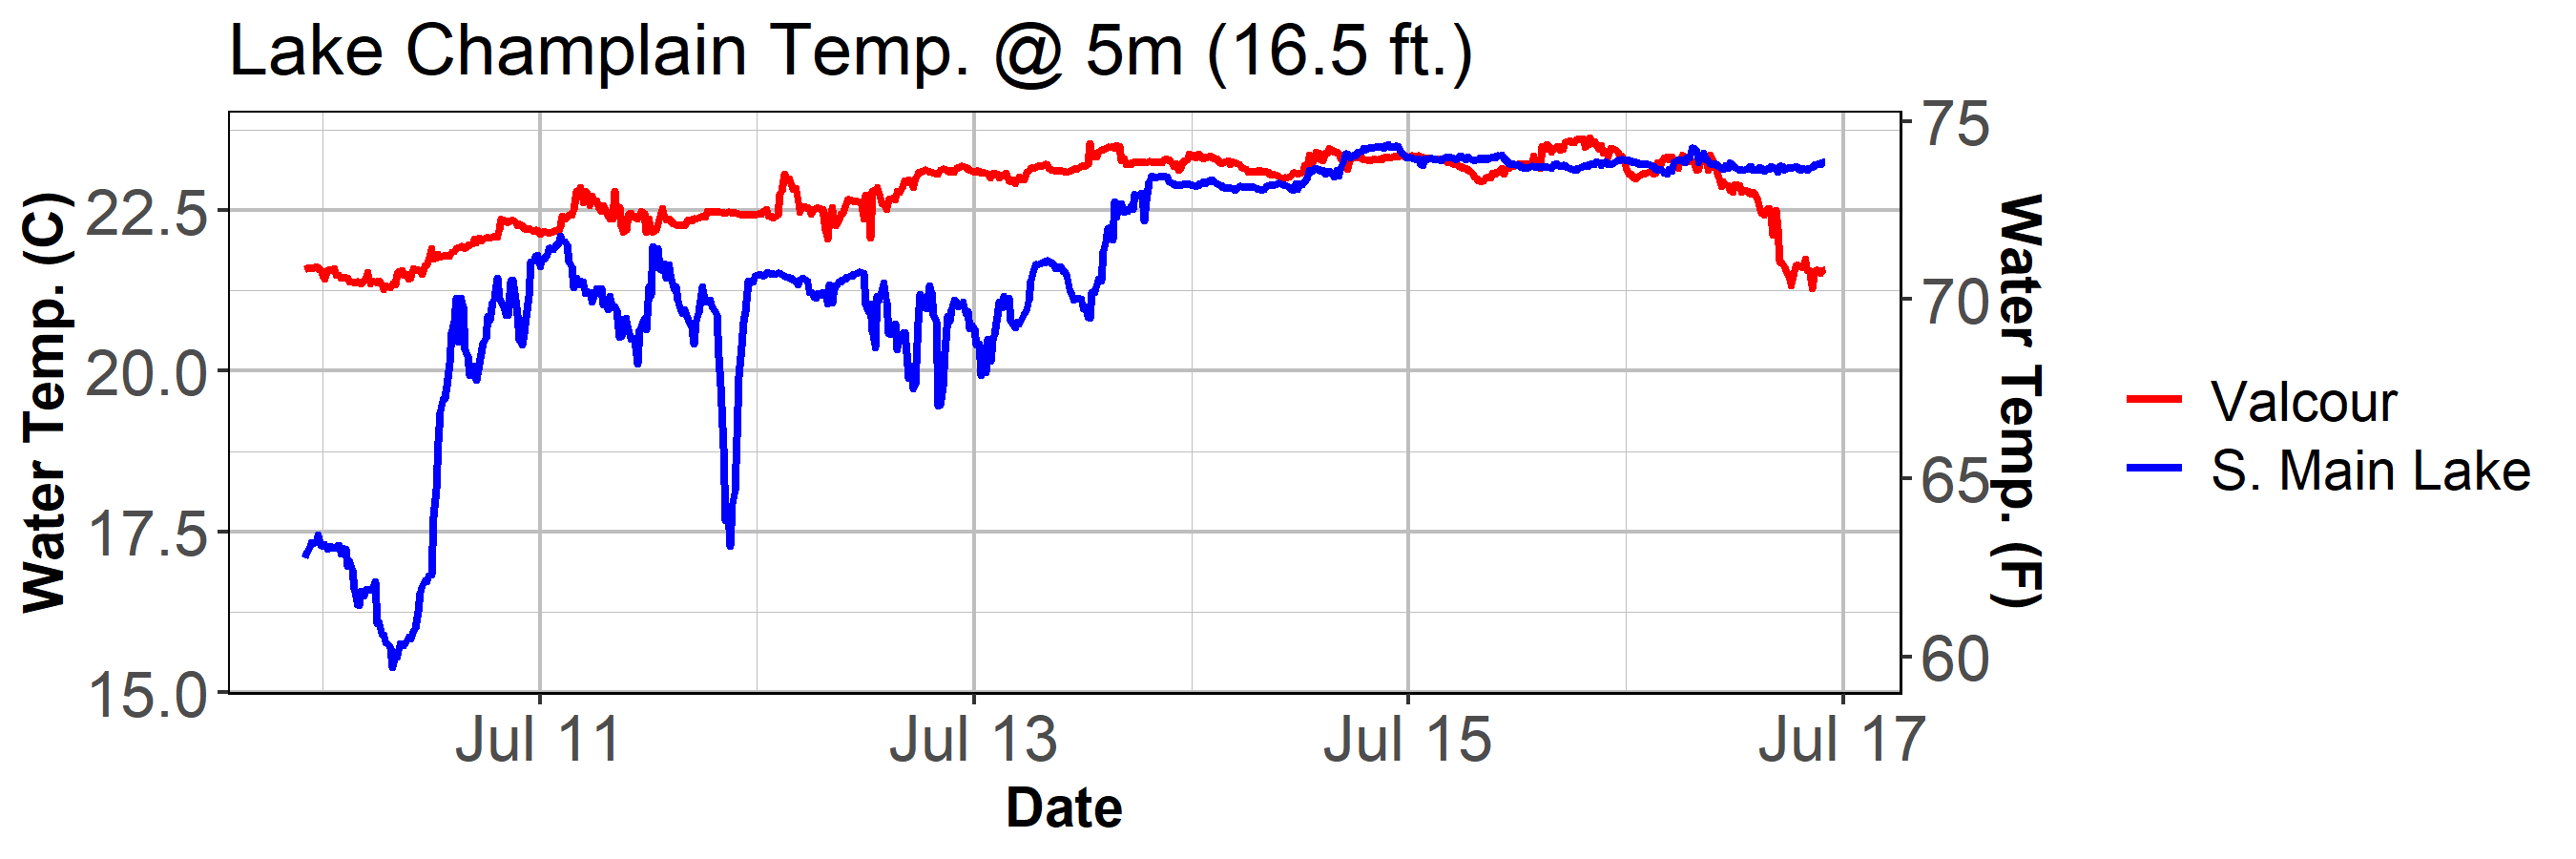 Lake Champlain Temp. @ 5m (16.5 ft.)
Water Temp. (C)
22.5
20.0
17.5
15.0
75
70
65
60
Water Temp. (F)
Jul 11
Jul 13
Jul 15
Jul 17
Date
Valcour
S. Main Lake